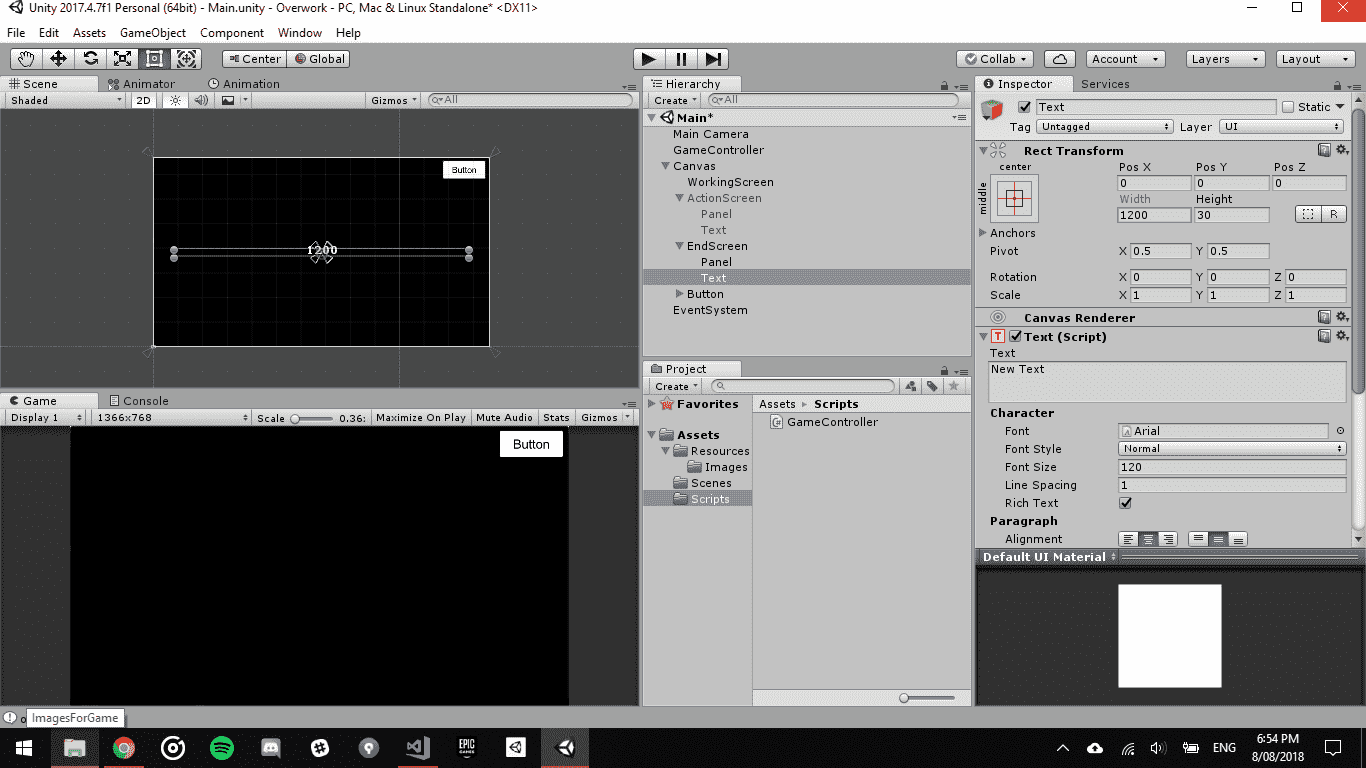 Unity 2017.4.7f1 Personal (64bit) - Main.unity - Overwork - PC, Mac & Linux Standalone* <DX11>
File Edit Assets GameObject Component Window Help
Center Global
Collab Account Layers Layout
Scene Animator Animation
Shaded 2D Gizmos All
1200
Button
Game Console
Display 1 1366x768 Scale 0.36: Maximize On Play Mute Audio Stats Gizmos
Button
Hierarchy
Create All
Main*
Main Camera
GameController
Canvas
WorkingScreen
ActionScreen
Panel
Text
EndScreen
Panel
Text
Button
EventSystem
Project
Create
Favorites
Assets
Resources
Images
Scenes
Scripts
Assets Scripts
GameController
Inspector Services
Text Static
Tag Untagged Layer UI
Rect Transform
center
middle
Pos X Pos Y Pos Z
0 0 0
Width Height
1200 30
R
Anchors
Pivot X 0.5 Y 0.5
Rotation X 0 Y 0 Z 0
Scale X 1 Y 1 Z 1
Canvas Renderer
T Text (Script)
Text
New Text
Character
Font Arial
Font Style Normal
Font Size 120
Line Spacing 1
Rich Text
Paragraph
Alignment
Default UI Material
ImagesForGame
EPIC GAMES
ENG
6:54 PM
8/08/2018